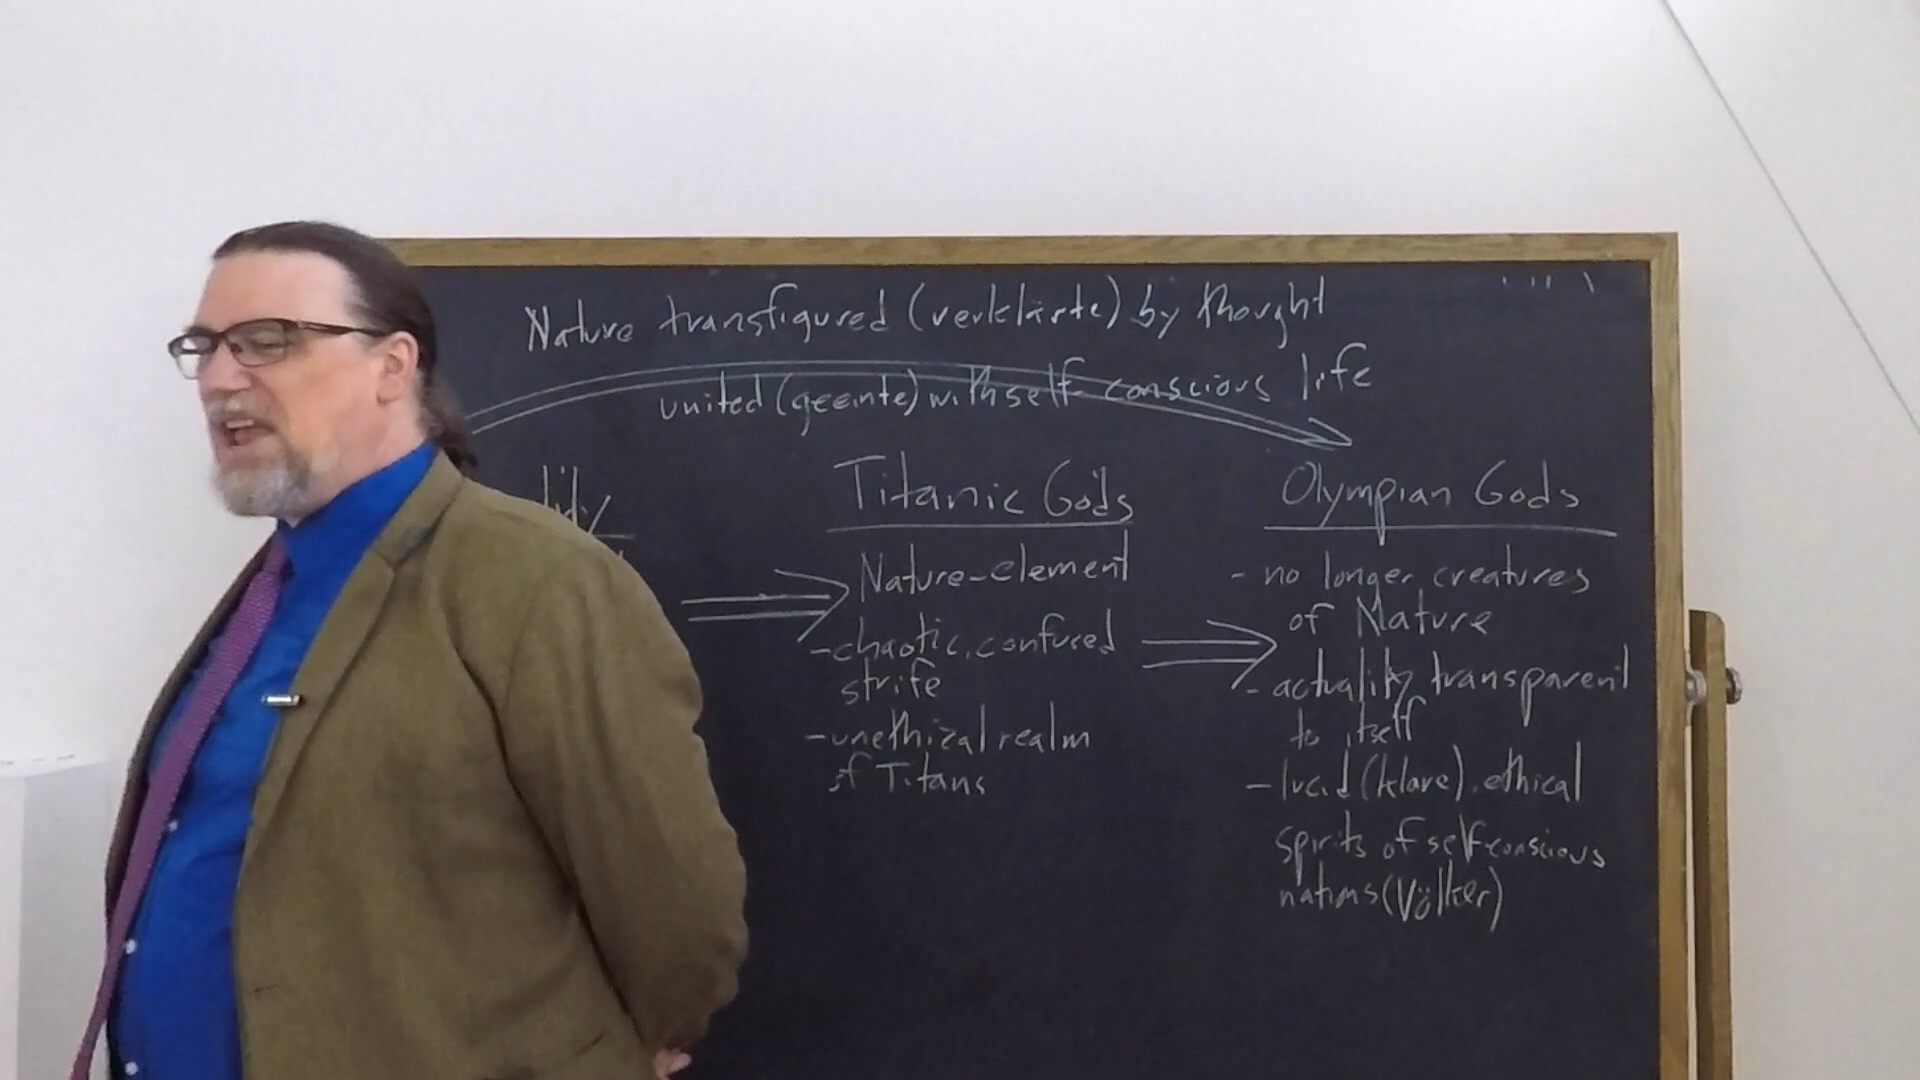 Nature transfigured (verklärte) by thought
united (geeinte) with self-conscious life
Titanic Gods
Nature-element
- chaotic, confused
strife
- unethical realm
of Titans
Olympian Gods
- no longer creatures
of Nature
- actuality transparent
to itself
- lucid (klare), ethical
spirits of self-conscious
nations (Völker)